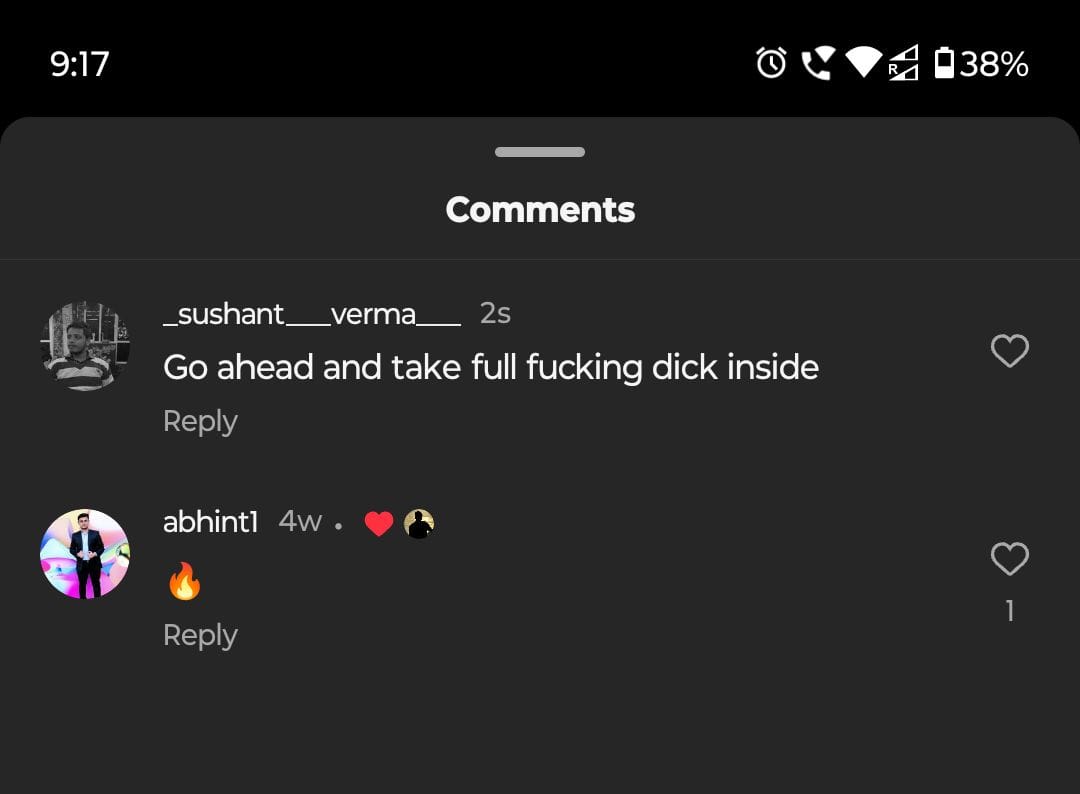 9:17
R
38%
Comments
_sushant___verma___ 2s
Go ahead and take full fucking dick inside
Reply
abhint1 4w .
Reply
1